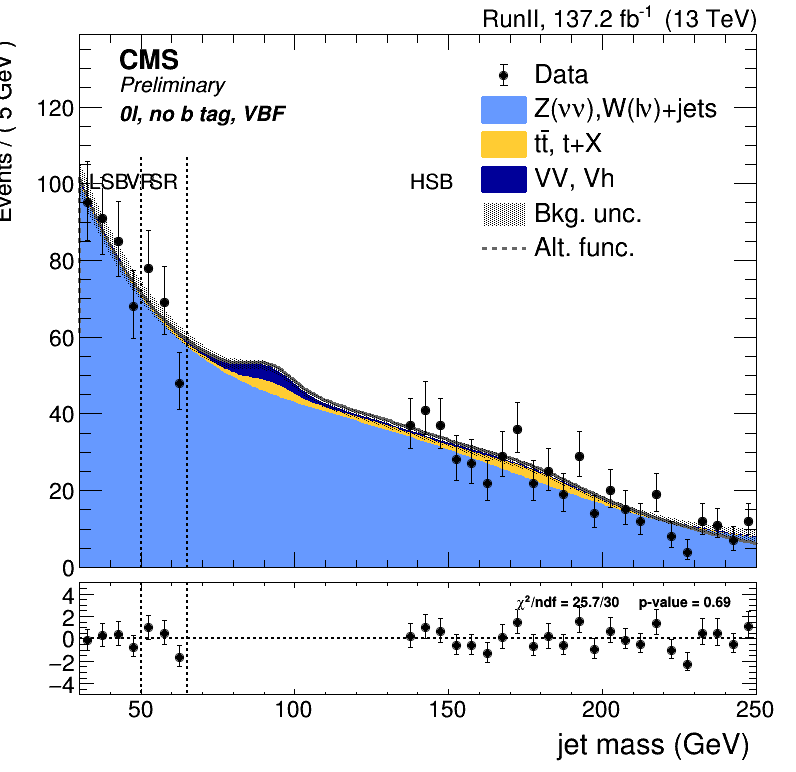 RunII, 137.2 fb⁻¹ (13 TeV)
CMS
Preliminary
0l, no b tag, VBF
Data
Z(νν),W(lν)+jets
tt̄, t+X
VV, Vh
Bkg. unc.
Alt. func.
LSB VR SR HSB
Events / ( 5 GeV )
120
100
80
60
40
20
0
χ²/ndf = 25.7/30 p-value = 0.69
4
2
0
−2
−4
50 100 150 200 250
jet mass (GeV)